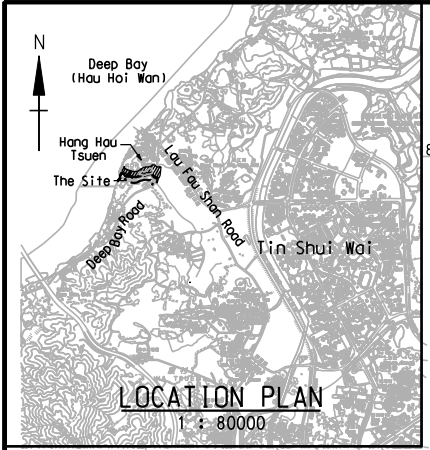 N
Deep Bay
(Hau Hoi Wan)
Hang Hau
Tsuen
The Site
Lau Fau Shan Road
Deep Bay Road
Tin Shui Wai
8
LOCATION PLAN
1 : 80000